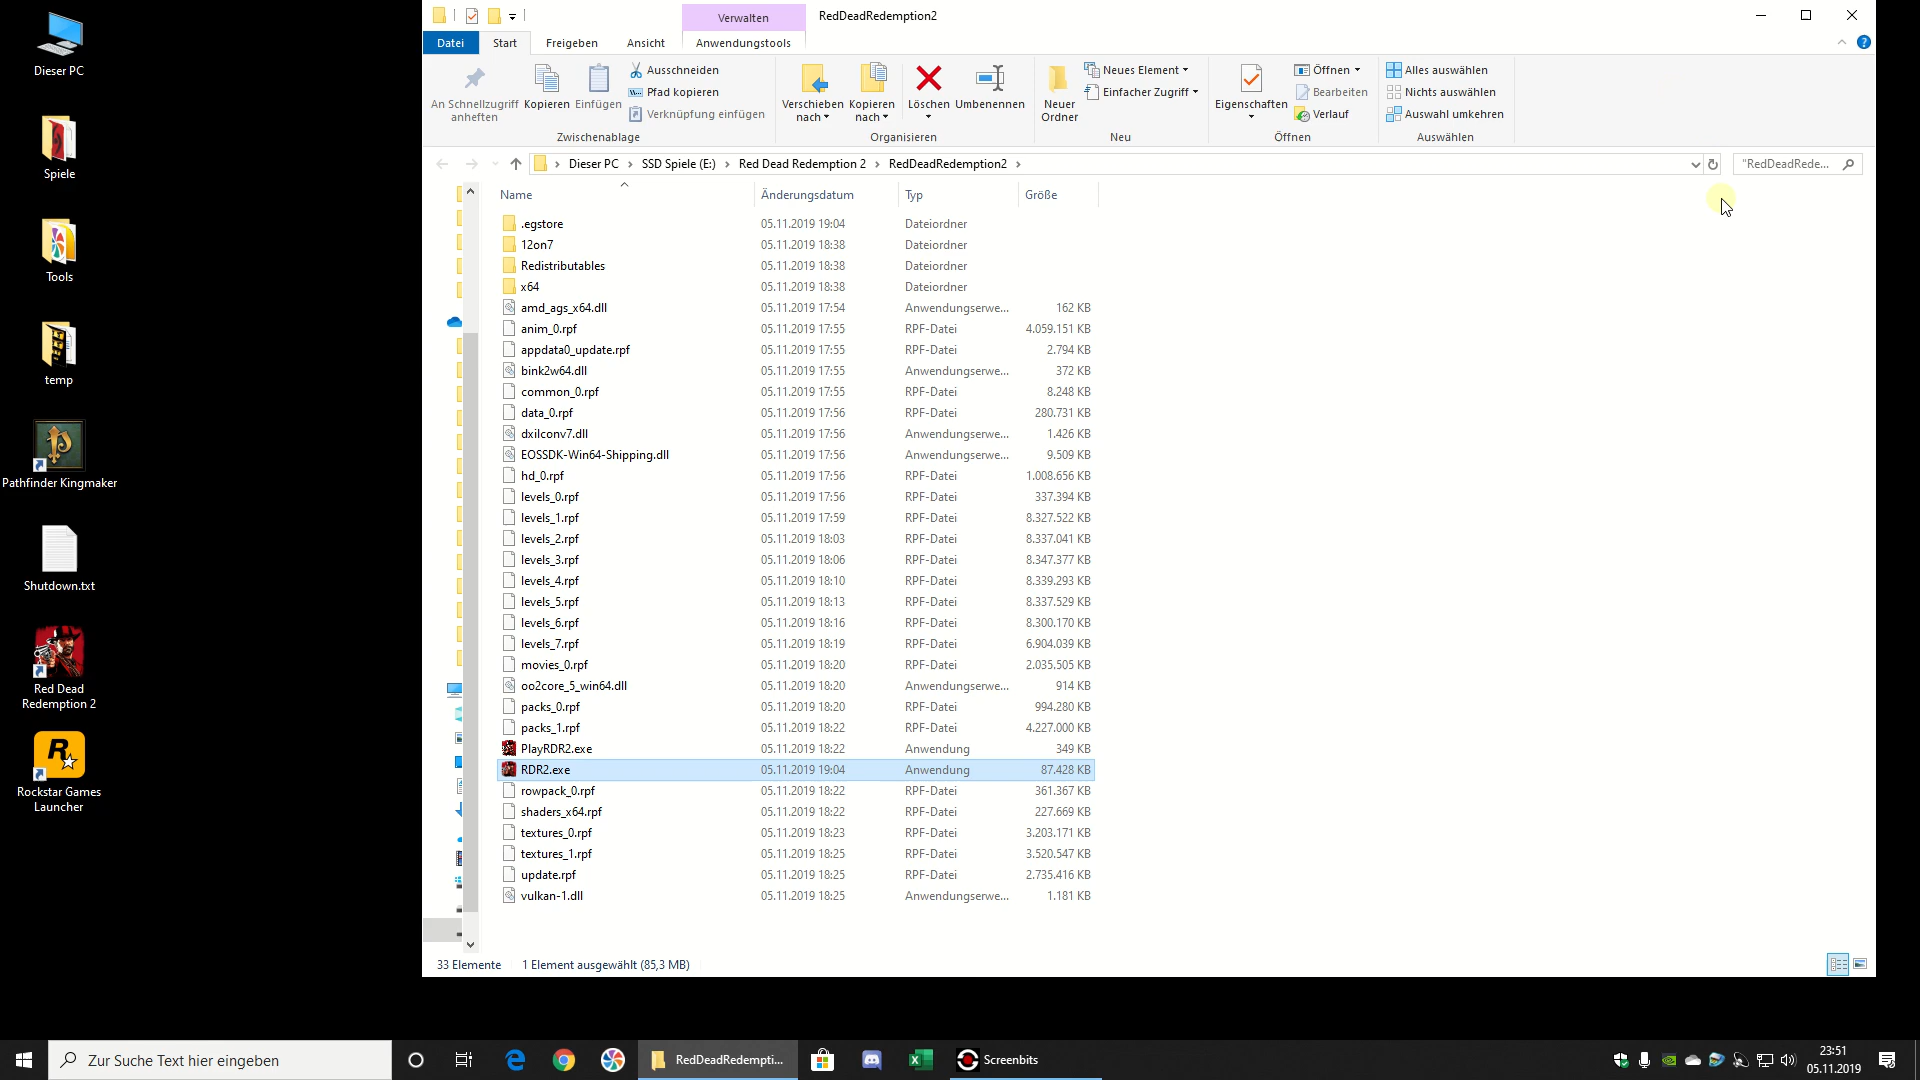 Dieser PC
Spiele
Tools
temp
Pathfinder Kingmaker
Shutdown.txt
Red Dead
Redemption 2
Rockstar Games
Launcher
Verwalten
RedDeadRedemption2
Datei Start Freigeben Ansicht Anwendungstools
An Schnellzugriff
anheften
Kopieren
Einfügen
Ausschneiden
Pfad kopieren
Verknüpfung einfügen
Zwischenablage
Verschieben
nach
Kopieren
nach
Löschen
Umbenennen
Organisieren
Neuer
Ordner
Neues Element
Einfacher Zugriff
Neu
Eigenschaften
Öffnen
Bearbeiten
Verlauf
Öffnen
Alles auswählen
Nichts auswählen
Auswahl umkehren
Auswählen
Dieser PC › SSD Spiele (E:) › Red Dead Redemption 2 › RedDeadRedemption2 ›
"RedDeadRede...
Name Änderungsdatum Typ Größe
.egstore 05.11.2019 19:04 Dateiordner
12on7 05.11.2019 18:38 Dateiordner
Redistributables 05.11.2019 18:38 Dateiordner
x64 05.11.2019 18:38 Dateiordner
amd_ags_x64.dll 05.11.2019 17:54 Anwendungserwe... 162 KB
anim_0.rpf 05.11.2019 17:55 RPF-Datei 4.059.151 KB
appdata0_update.rpf 05.11.2019 17:55 RPF-Datei 2.794 KB
bink2w64.dll 05.11.2019 17:55 Anwendungserwe... 372 KB
common_0.rpf 05.11.2019 17:55 RPF-Datei 8.248 KB
data_0.rpf 05.11.2019 17:56 RPF-Datei 280.731 KB
dxilconv7.dll 05.11.2019 17:56 Anwendungserwe... 1.426 KB
EOSSDK-Win64-Shipping.dll 05.11.2019 17:56 Anwendungserwe... 9.509 KB
hd_0.rpf 05.11.2019 17:56 RPF-Datei 1.008.656 KB
levels_0.rpf 05.11.2019 17:56 RPF-Datei 337.394 KB
levels_1.rpf 05.11.2019 17:59 RPF-Datei 8.327.522 KB
levels_2.rpf 05.11.2019 18:03 RPF-Datei 8.337.041 KB
levels_3.rpf 05.11.2019 18:06 RPF-Datei 8.347.377 KB
levels_4.rpf 05.11.2019 18:10 RPF-Datei 8.339.293 KB
levels_5.rpf 05.11.2019 18:13 RPF-Datei 8.337.529 KB
levels_6.rpf 05.11.2019 18:16 RPF-Datei 8.300.170 KB
levels_7.rpf 05.11.2019 18:19 RPF-Datei 6.904.039 KB
movies_0.rpf 05.11.2019 18:20 RPF-Datei 2.035.505 KB
oo2core_5_win64.dll 05.11.2019 18:20 Anwendungserwe... 914 KB
packs_0.rpf 05.11.2019 18:20 RPF-Datei 994.280 KB
packs_1.rpf 05.11.2019 18:22 RPF-Datei 4.227.000 KB
PlayRDR2.exe 05.11.2019 18:22 Anwendung 349 KB
RDR2.exe 05.11.2019 19:04 Anwendung 87.428 KB
rowpack_0.rpf 05.11.2019 18:22 RPF-Datei 361.367 KB
shaders_x64.rpf 05.11.2019 18:22 RPF-Datei 227.669 KB
textures_0.rpf 05.11.2019 18:23 RPF-Datei 3.203.171 KB
textures_1.rpf 05.11.2019 18:25 RPF-Datei 3.520.547 KB
update.rpf 05.11.2019 18:25 RPF-Datei 2.735.416 KB
vulkan-1.dll 05.11.2019 18:25 Anwendungserwe... 1.181 KB
33 Elemente 1 Element ausgewählt (85,3 MB)
Zur Suche Text hier eingeben
RedDeadRedempti...
Screenbits
23:51
05.11.2019